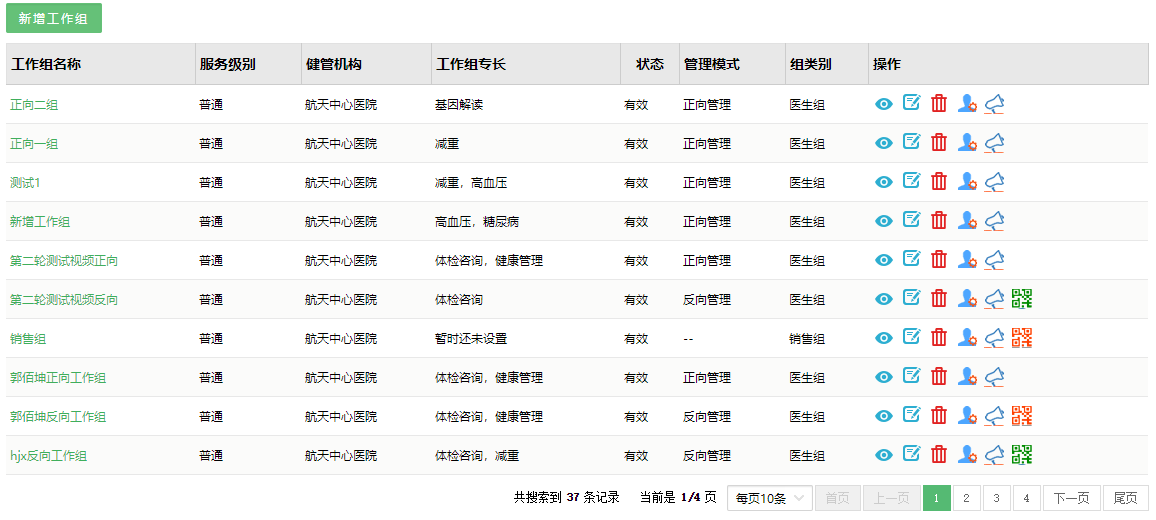 新增工作组
工作组名称 服务级别 健管机构 工作组专长 状态 管理模式 组类别 操作
正向二组 普通 航天中心医院 基因解读 有效 正向管理 医生组
正向一组 普通 航天中心医院 减重 有效 正向管理 医生组
测试1 普通 航天中心医院 减重，高血压 有效 正向管理 医生组
新增工作组 普通 航天中心医院 高血压，糖尿病 有效 正向管理 医生组
第二轮测试视频正向 普通 航天中心医院 体检咨询，健康管理 有效 正向管理 医生组
第二轮测试视频反向 普通 航天中心医院 体检咨询 有效 反向管理 医生组
销售组 普通 航天中心医院 暂时还未设置 有效 -- 销售组
郭佰坤正向工作组 普通 航天中心医院 体检咨询，健康管理 有效 正向管理 医生组
郭佰坤反向工作组 普通 航天中心医院 体检咨询，健康管理 有效 反向管理 医生组
hjx反向工作组 普通 航天中心医院 体检咨询，减重 有效 反向管理 医生组
共搜索到 37 条记录 当前是 1/4 页 每页10条 首页 上一页 1 2 3 4 下一页 尾页